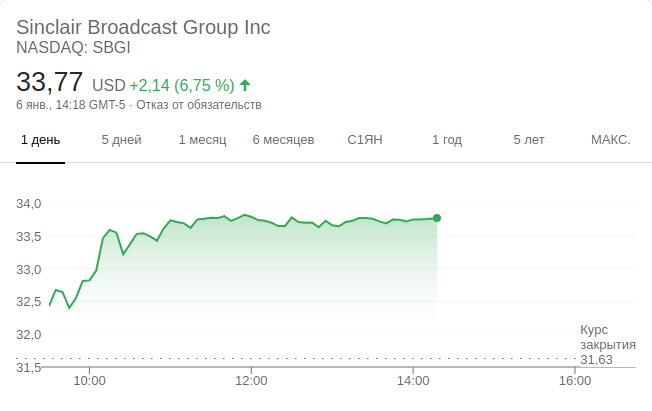 Sinclair Broadcast Group Inc
NASDAQ: SBGI
33,77 USD +2,14 (6,75 %)
6 янв., 14:18 GMT-5 · Отказ от обязательств
1 день 5 дней 1 месяц 6 месяцев С1ЯН 1 год 5 лет МАКС.
34,0
33,5
33,0
32,5
32,0
Курс
закрытия
31,63
31,5
10:00 12:00 14:00 16:00